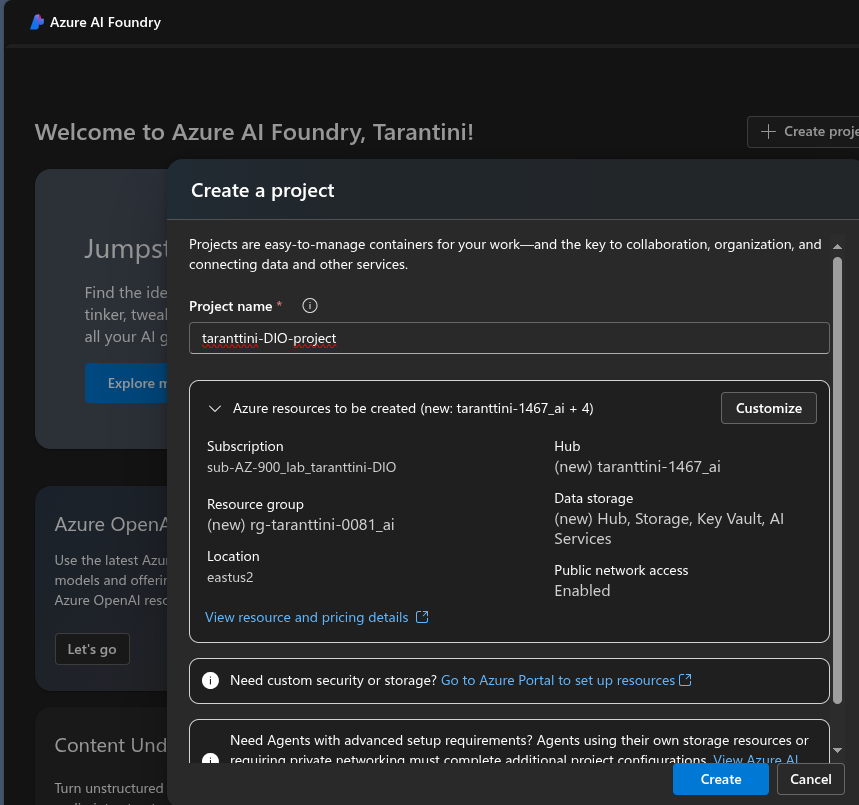 Azure AI Foundry
Welcome to Azure AI Foundry, Tarantini!
Create proje
Jumpst
Find the ide
tinker, tweal
all your AI g
Explore m
Azure OpenA
Use the latest Azur
models and offerin
Azure OpenAI reso
Let's go
Content Und
Turn unstructured
Create a project
Projects are easy-to-manage containers for your work—and the key to collaboration, organization, and
connecting data and other services.
Project name *
taranttini-DIO-project
Azure resources to be created (new: taranttini-1467_ai + 4)
Customize
Subscription
sub-AZ-900_lab_taranttini-DIO
Resource group
(new) rg-taranttini-0081_ai
Location
eastus2
Hub
(new) taranttini-1467_ai
Data storage
(new) Hub, Storage, Key Vault, AI
Services
Public network access
Enabled
View resource and pricing details
Need custom security or storage? Go to Azure Portal to set up resources
Need Agents with advanced setup requirements? Agents using their own storage resources or
requiring private networking must complete additional project configurations. View Azure AI
Create
Cancel